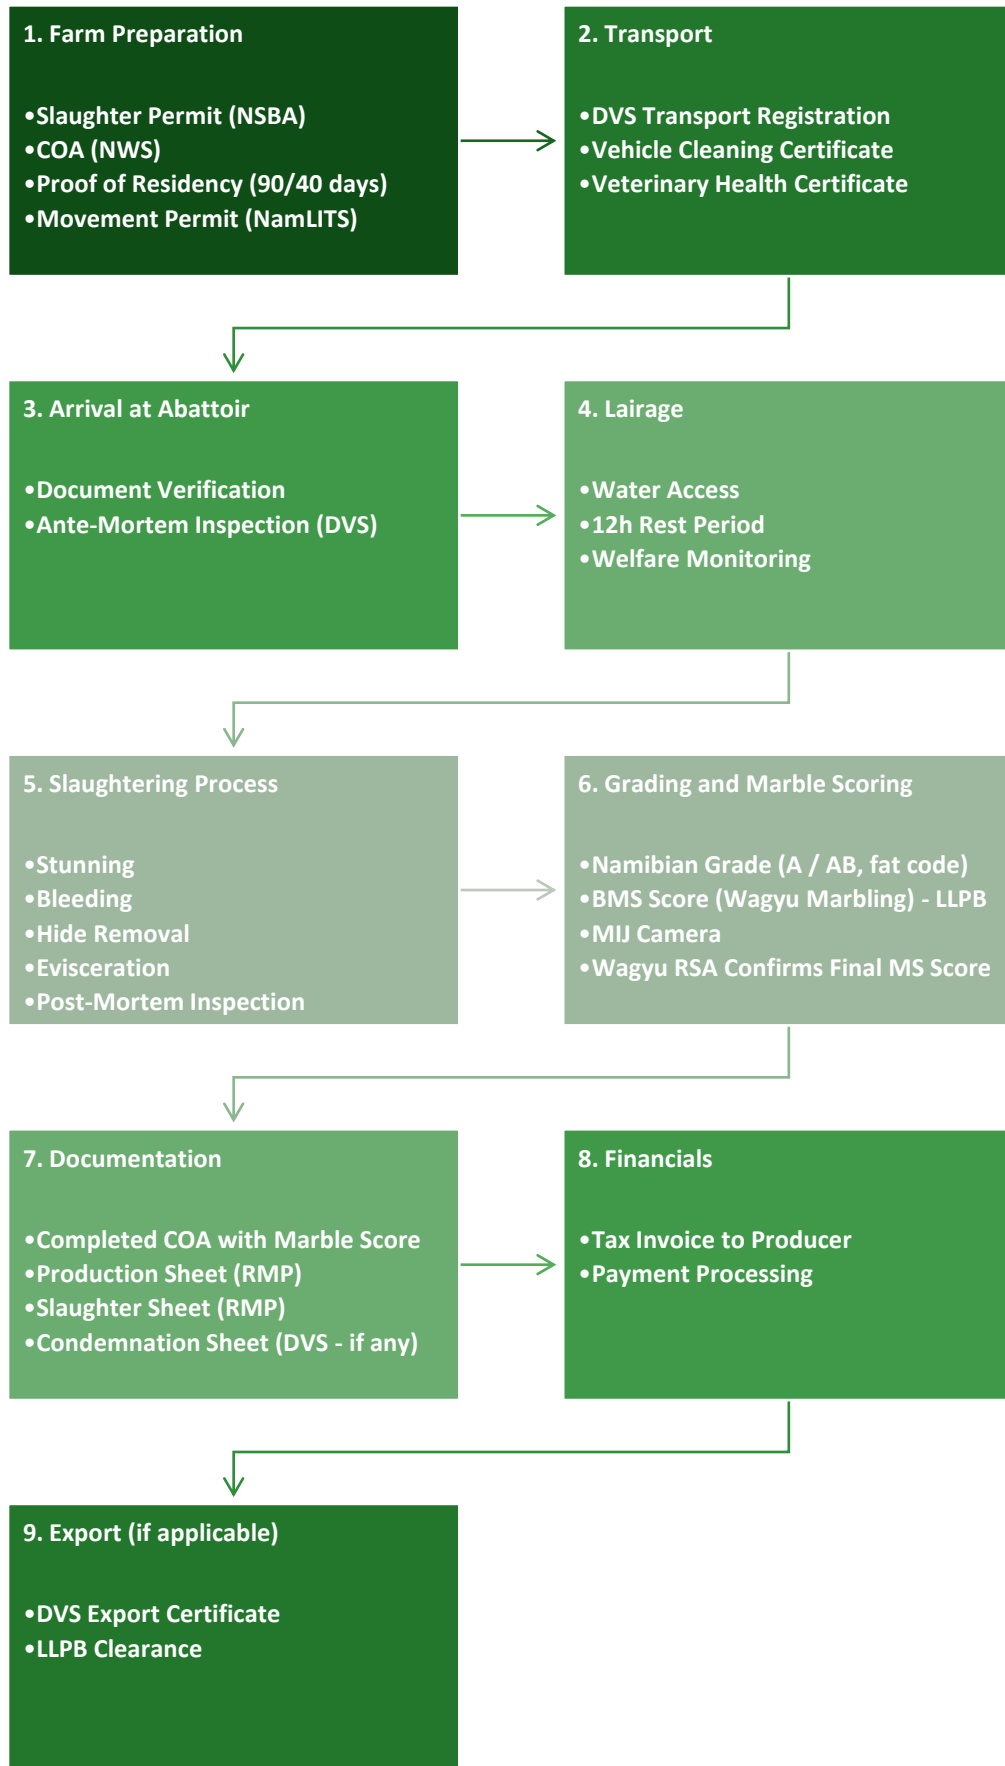 1. Farm Preparation
•Slaughter Permit (NSBA)
•COA (NWS)
•Proof of Residency (90/40 days)
•Movement Permit (NamLITS)
2. Transport
•DVS Transport Registration
•Vehicle Cleaning Certificate
•Veterinary Health Certificate
3. Arrival at Abattoir
•Document Verification
•Ante-Mortem Inspection (DVS)
4. Lairage
•Water Access
•12h Rest Period
•Welfare Monitoring
5. Slaughtering Process
•Stunning
•Bleeding
•Hide Removal
•Evisceration
•Post-Mortem Inspection
6. Grading and Marble Scoring
•Namibian Grade (A / AB, fat code)
•BMS Score (Wagyu Marbling) - LLPB
•MIJ Camera
•Wagyu RSA Confirms Final MS Score
7. Documentation
•Completed COA with Marble Score
•Production Sheet (RMP)
•Slaughter Sheet (RMP)
•Condemnation Sheet (DVS - if any)
8. Financials
•Tax Invoice to Producer
•Payment Processing
9. Export (if applicable)
•DVS Export Certificate
•LLPB Clearance